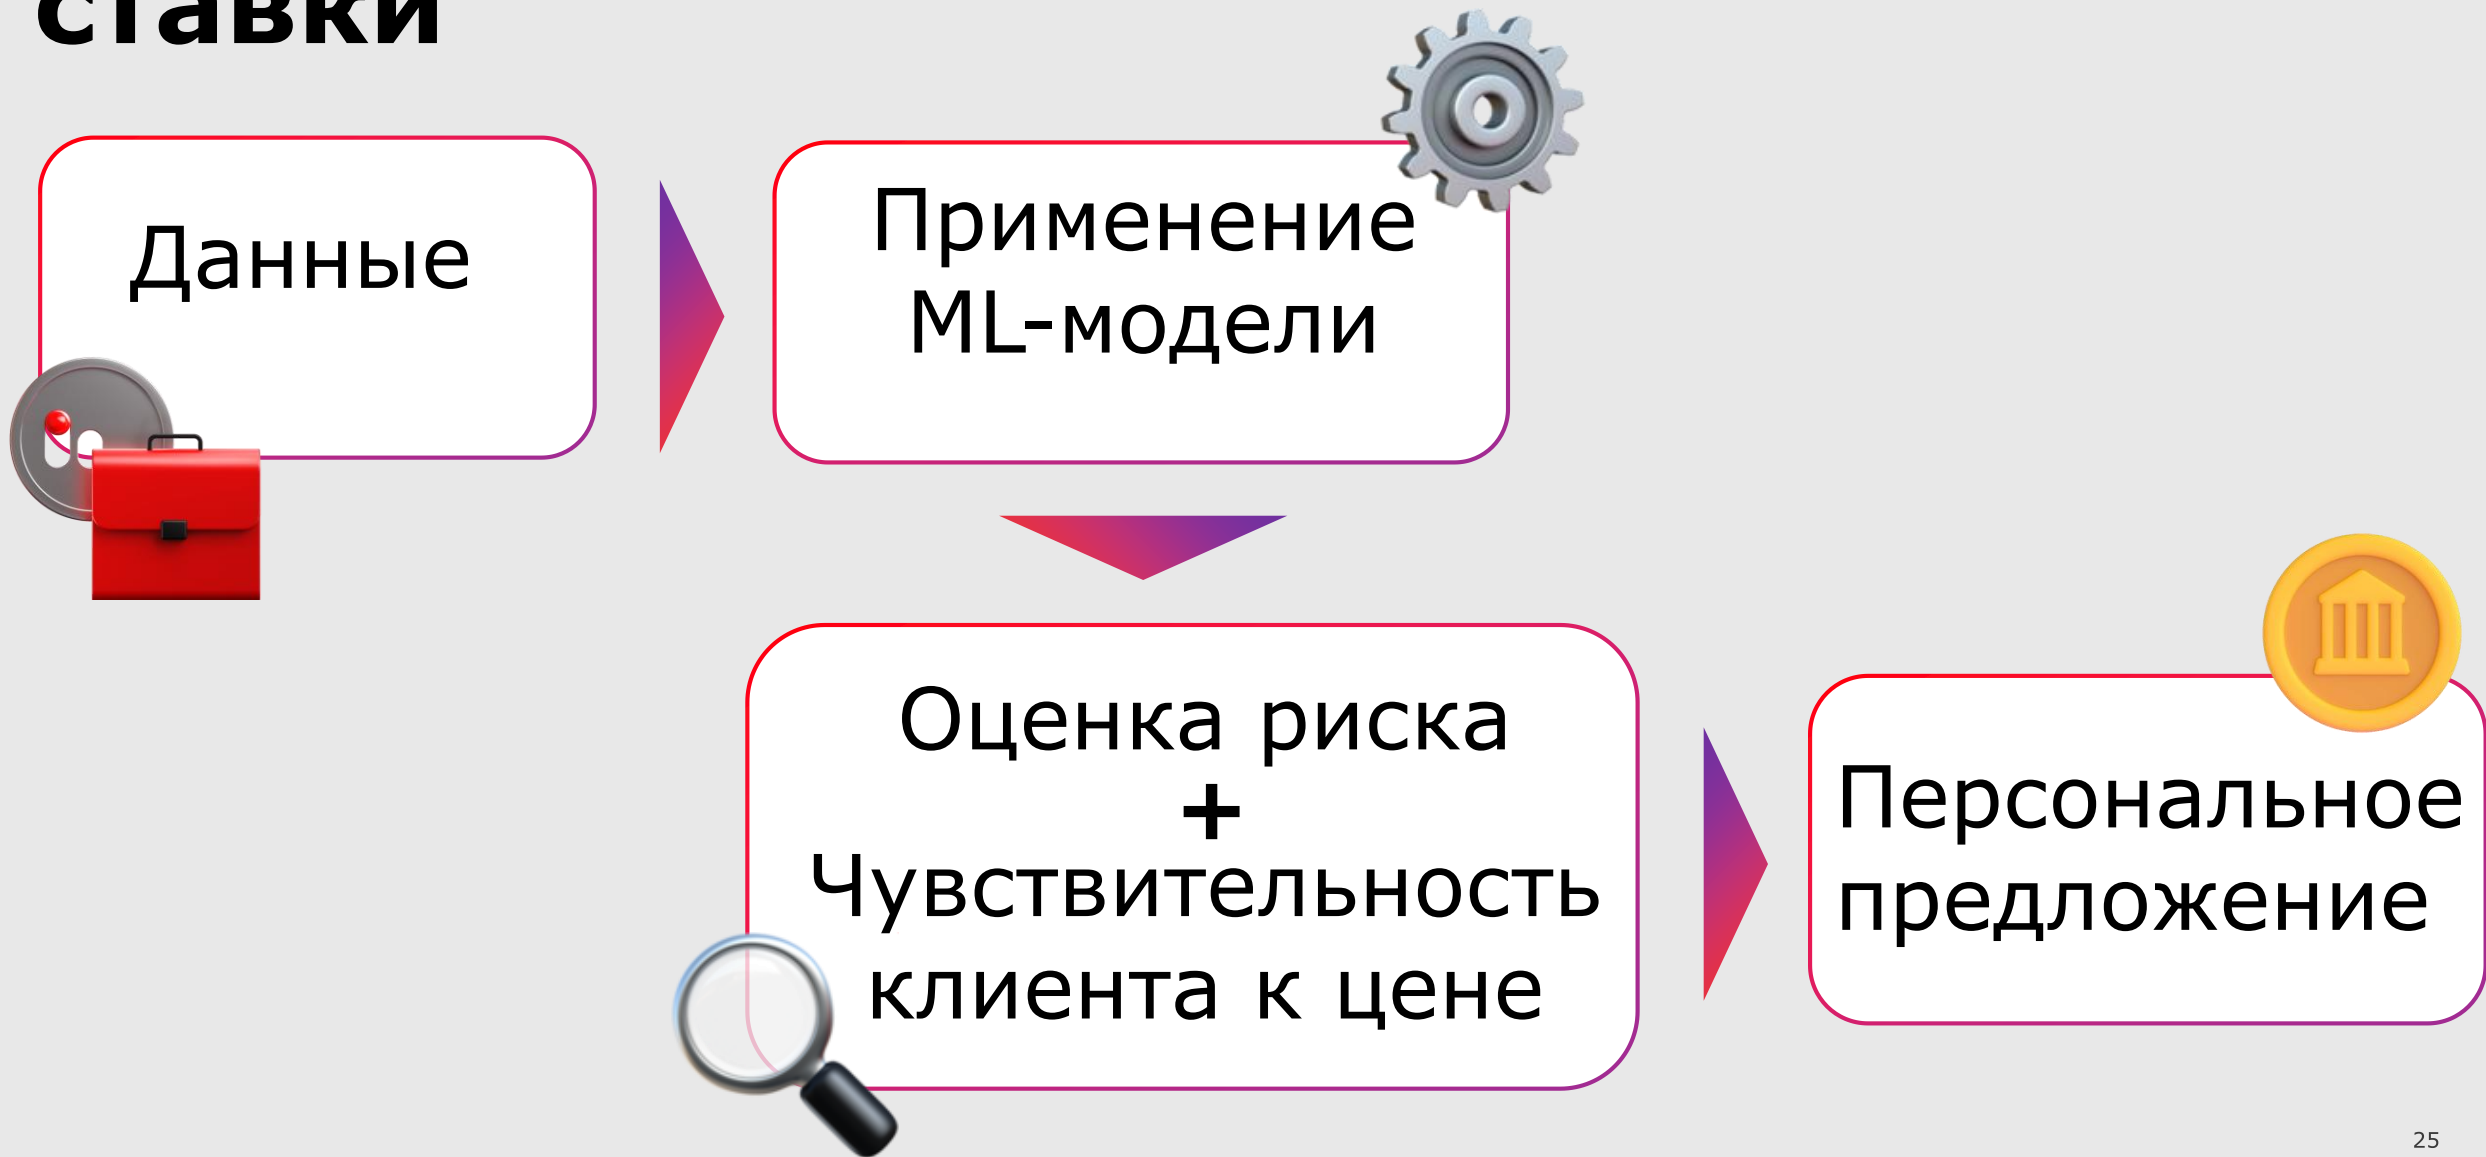 ставки
Данные
Применение
ML-модели
Оценка риска
+
Чувствительность
клиента к цене
Персональное
предложение
25